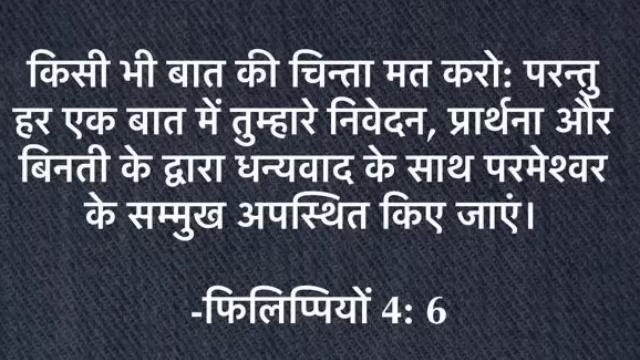 किसी भी बात की चिन्ता मत करो: परन्तु
हर एक बात में तुम्हारे निवेदन, प्रार्थना और
बिनती के द्वारा धन्यवाद के साथ परमेश्वर
के सम्मुख अपस्थित किए जाएं।
-फिलिप्पियों 4: 6